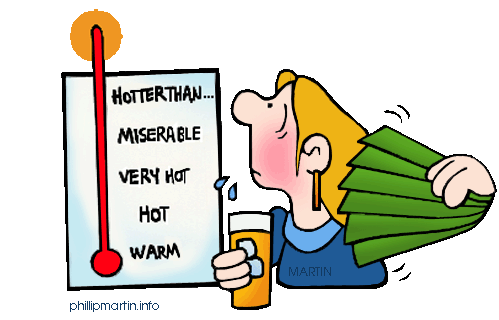 HOTTERTHAN...
MISERABLE
VERY HOT
HOT
WARM
MARTIN
phillipmartin.info